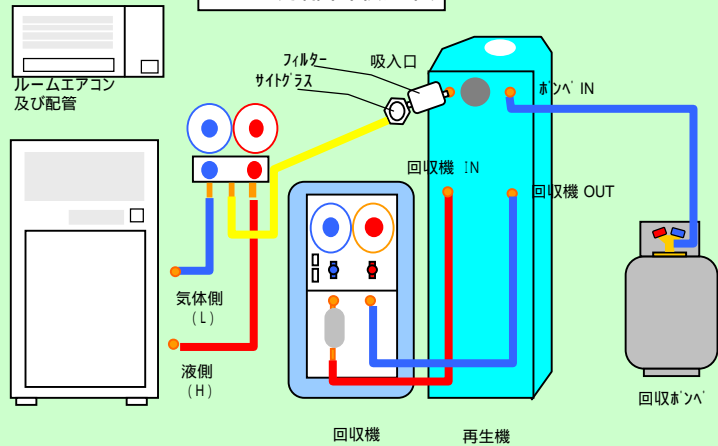 ルームエアコン
及び配管
フィルター
サイトグラス
吸入口
ボンベ IN
回収機 IN
回収機 OUT
気体側
(L)
液側
(H)
回収ボンベ
回収機
再生機